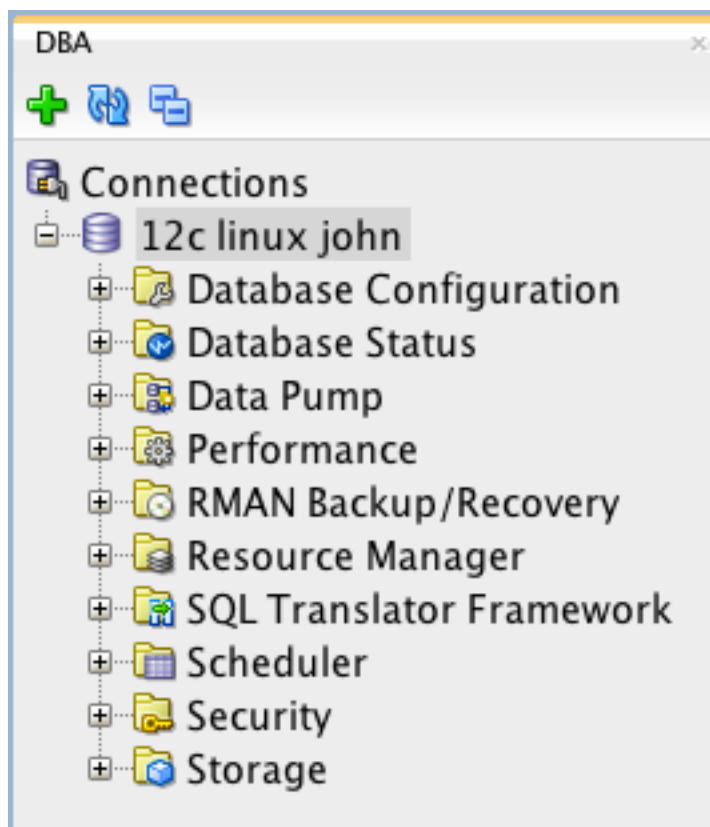 DBA
Connections
12c linux john
Database Configuration
Database Status
Data Pump
Performance
RMAN Backup/Recovery
Resource Manager
SQL Translator Framework
Scheduler
Security
Storage